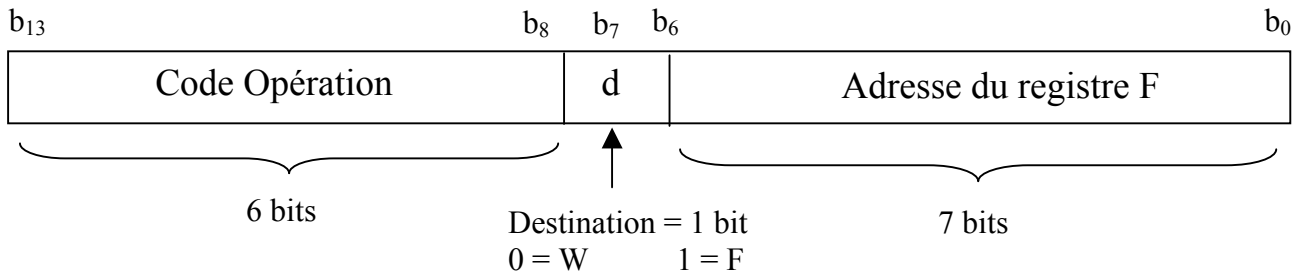 b₁₃ b₈ b₇ b₆ b₀
Code Opération d Adresse du registre F
6 bits 7 bits
Destination = 1 bit
0 = W 1 = F